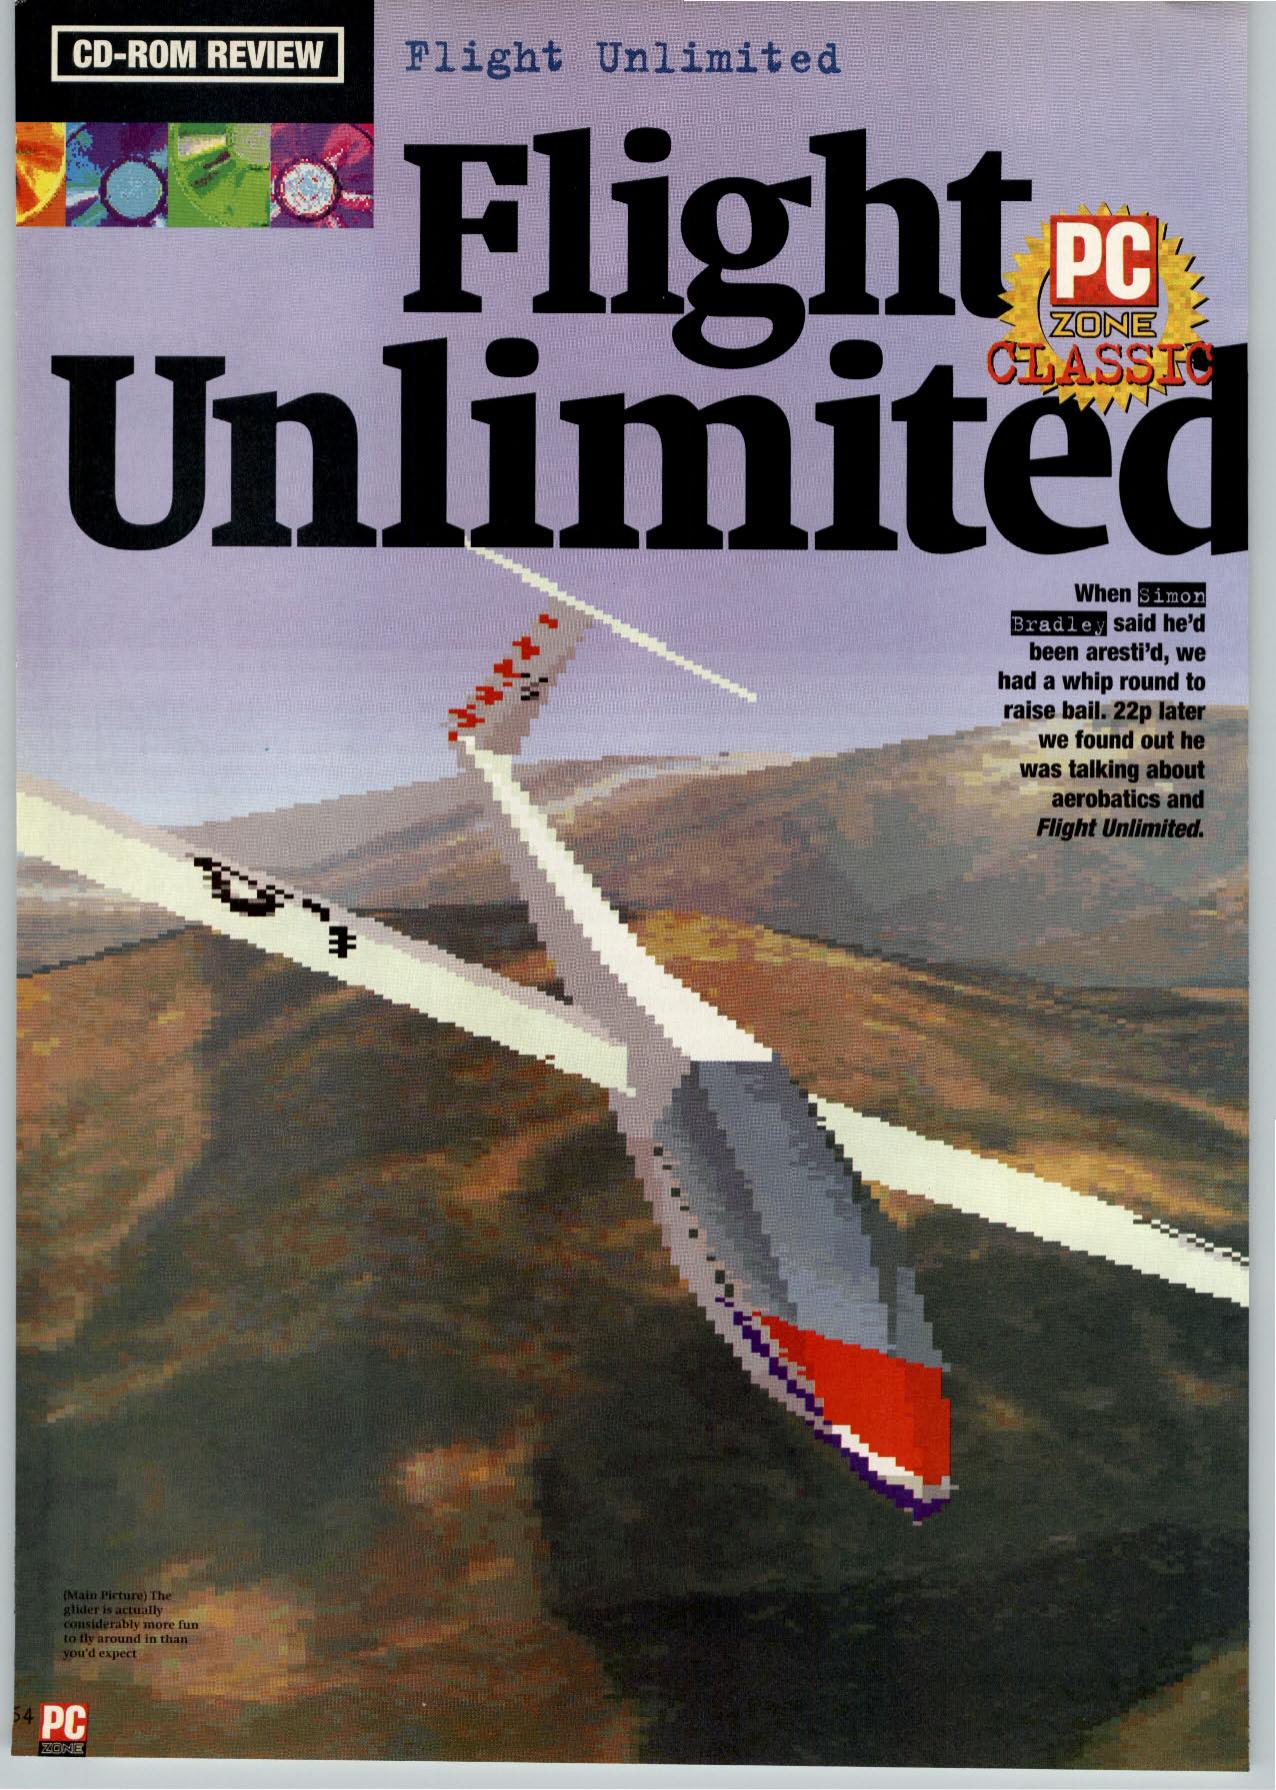 CD-ROM REVIEW
Flight Unlimited
Flight
Unlimited
PC
ZONE
CLASSIC
When Simon
Bradley said he'd
been aresti'd, we
had a whip round to
raise bail. 22p later
we found out he
was talking about
aerobatics and
Flight Unlimited.
(Main Picture) The
glider is actually
considerably more fun
to fly around in than
you'd expect
54
PC
ZONE